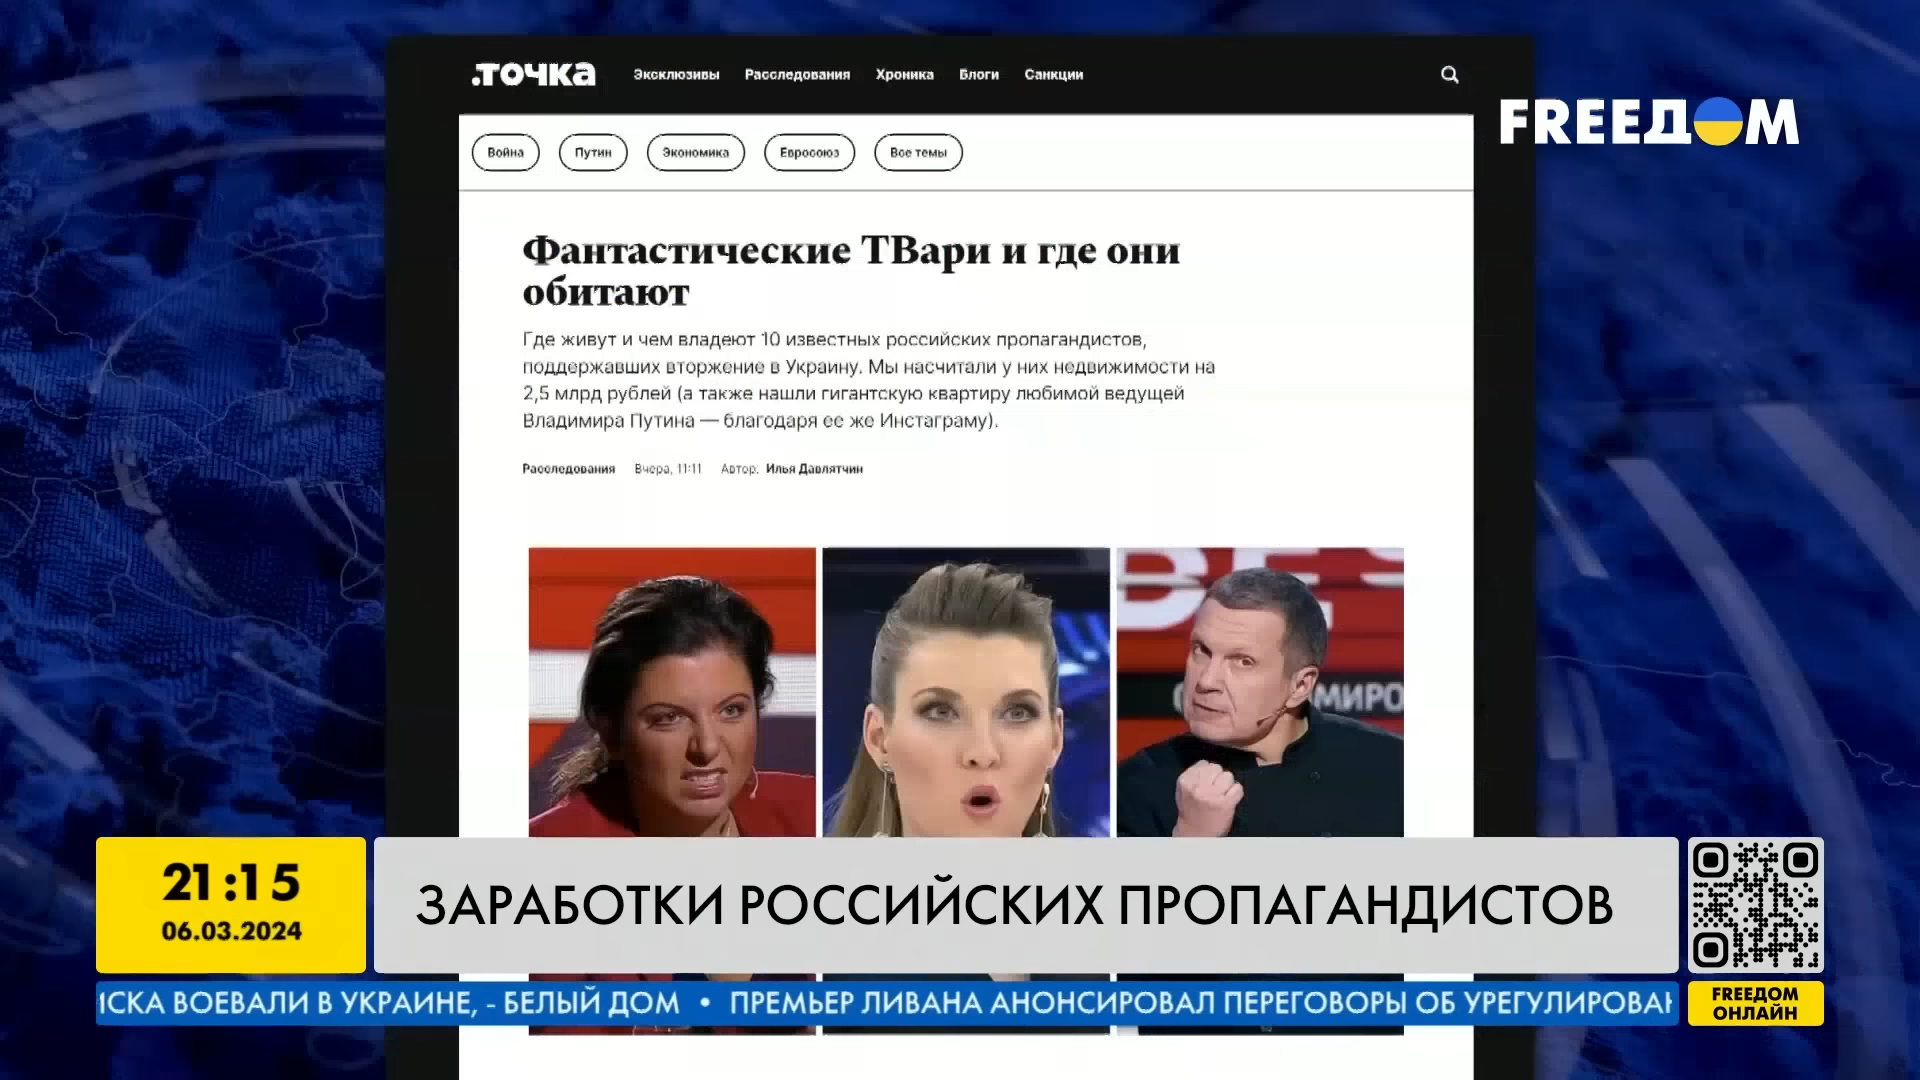 .точка
Эксклюзивы Расследования Хроника Блоги Санкции
FREEДOM
Война Путин Экономика Евросоюз Все темы
Фантастические ТВари и где они
обитают
Где живут и чем владеют 10 известных российских пропагандистов,
поддержавших вторжение в Украину. Мы насчитали у них недвижимости на
2,5 млрд рублей (а также нашли гигантскую квартиру любимой ведущей
Владимира Путина — благодаря ее же Инстаграму).
Расследования Вчера, 11:11 Автор: Илья Давлятчин
МИРО
21:15
06.03.2024
ЗАРАБОТКИ РОССИЙСКИХ ПРОПАГАНДИСТОВ
ИСКА ВОЕВАЛИ В УКРАИНЕ, - БЕЛЫЙ ДОМ • ПРЕМЬЕР ЛИВАНА АНОНСИРОВАЛ ПЕРЕГОВОРЫ ОБ УРЕГУЛИРОВАН
FREEДOM
ОНЛАЙН